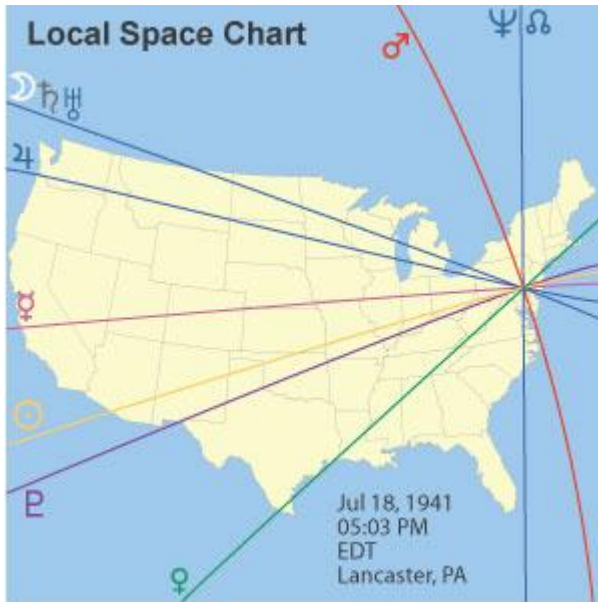 Local Space Chart
Jul 18, 1941
05:03 PM
EDT
Lancaster, PA